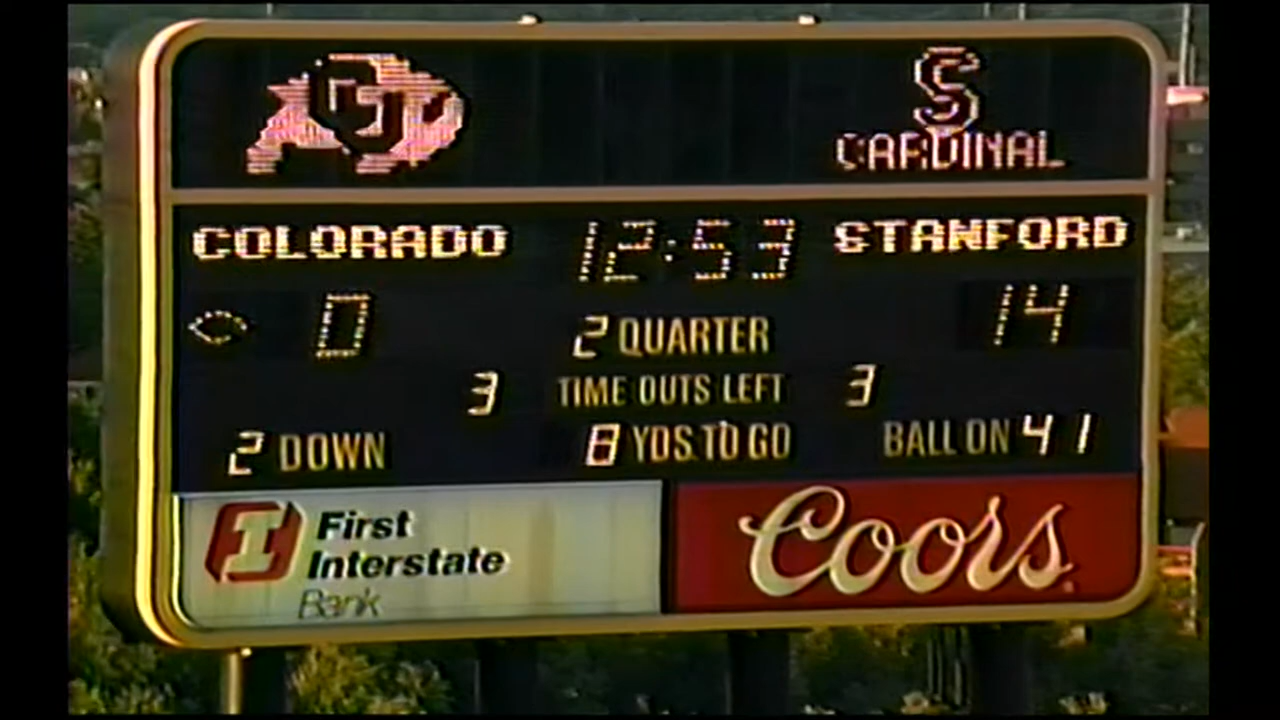 CU
S
CARDINAL
COLORADO 12:53 STANFORD
0 14
2 QUARTER
3 TIME OUTS LEFT 3
2 DOWN 8 YDS. TO GO BALL ON 41
I First
Interstate
Bank
Coors